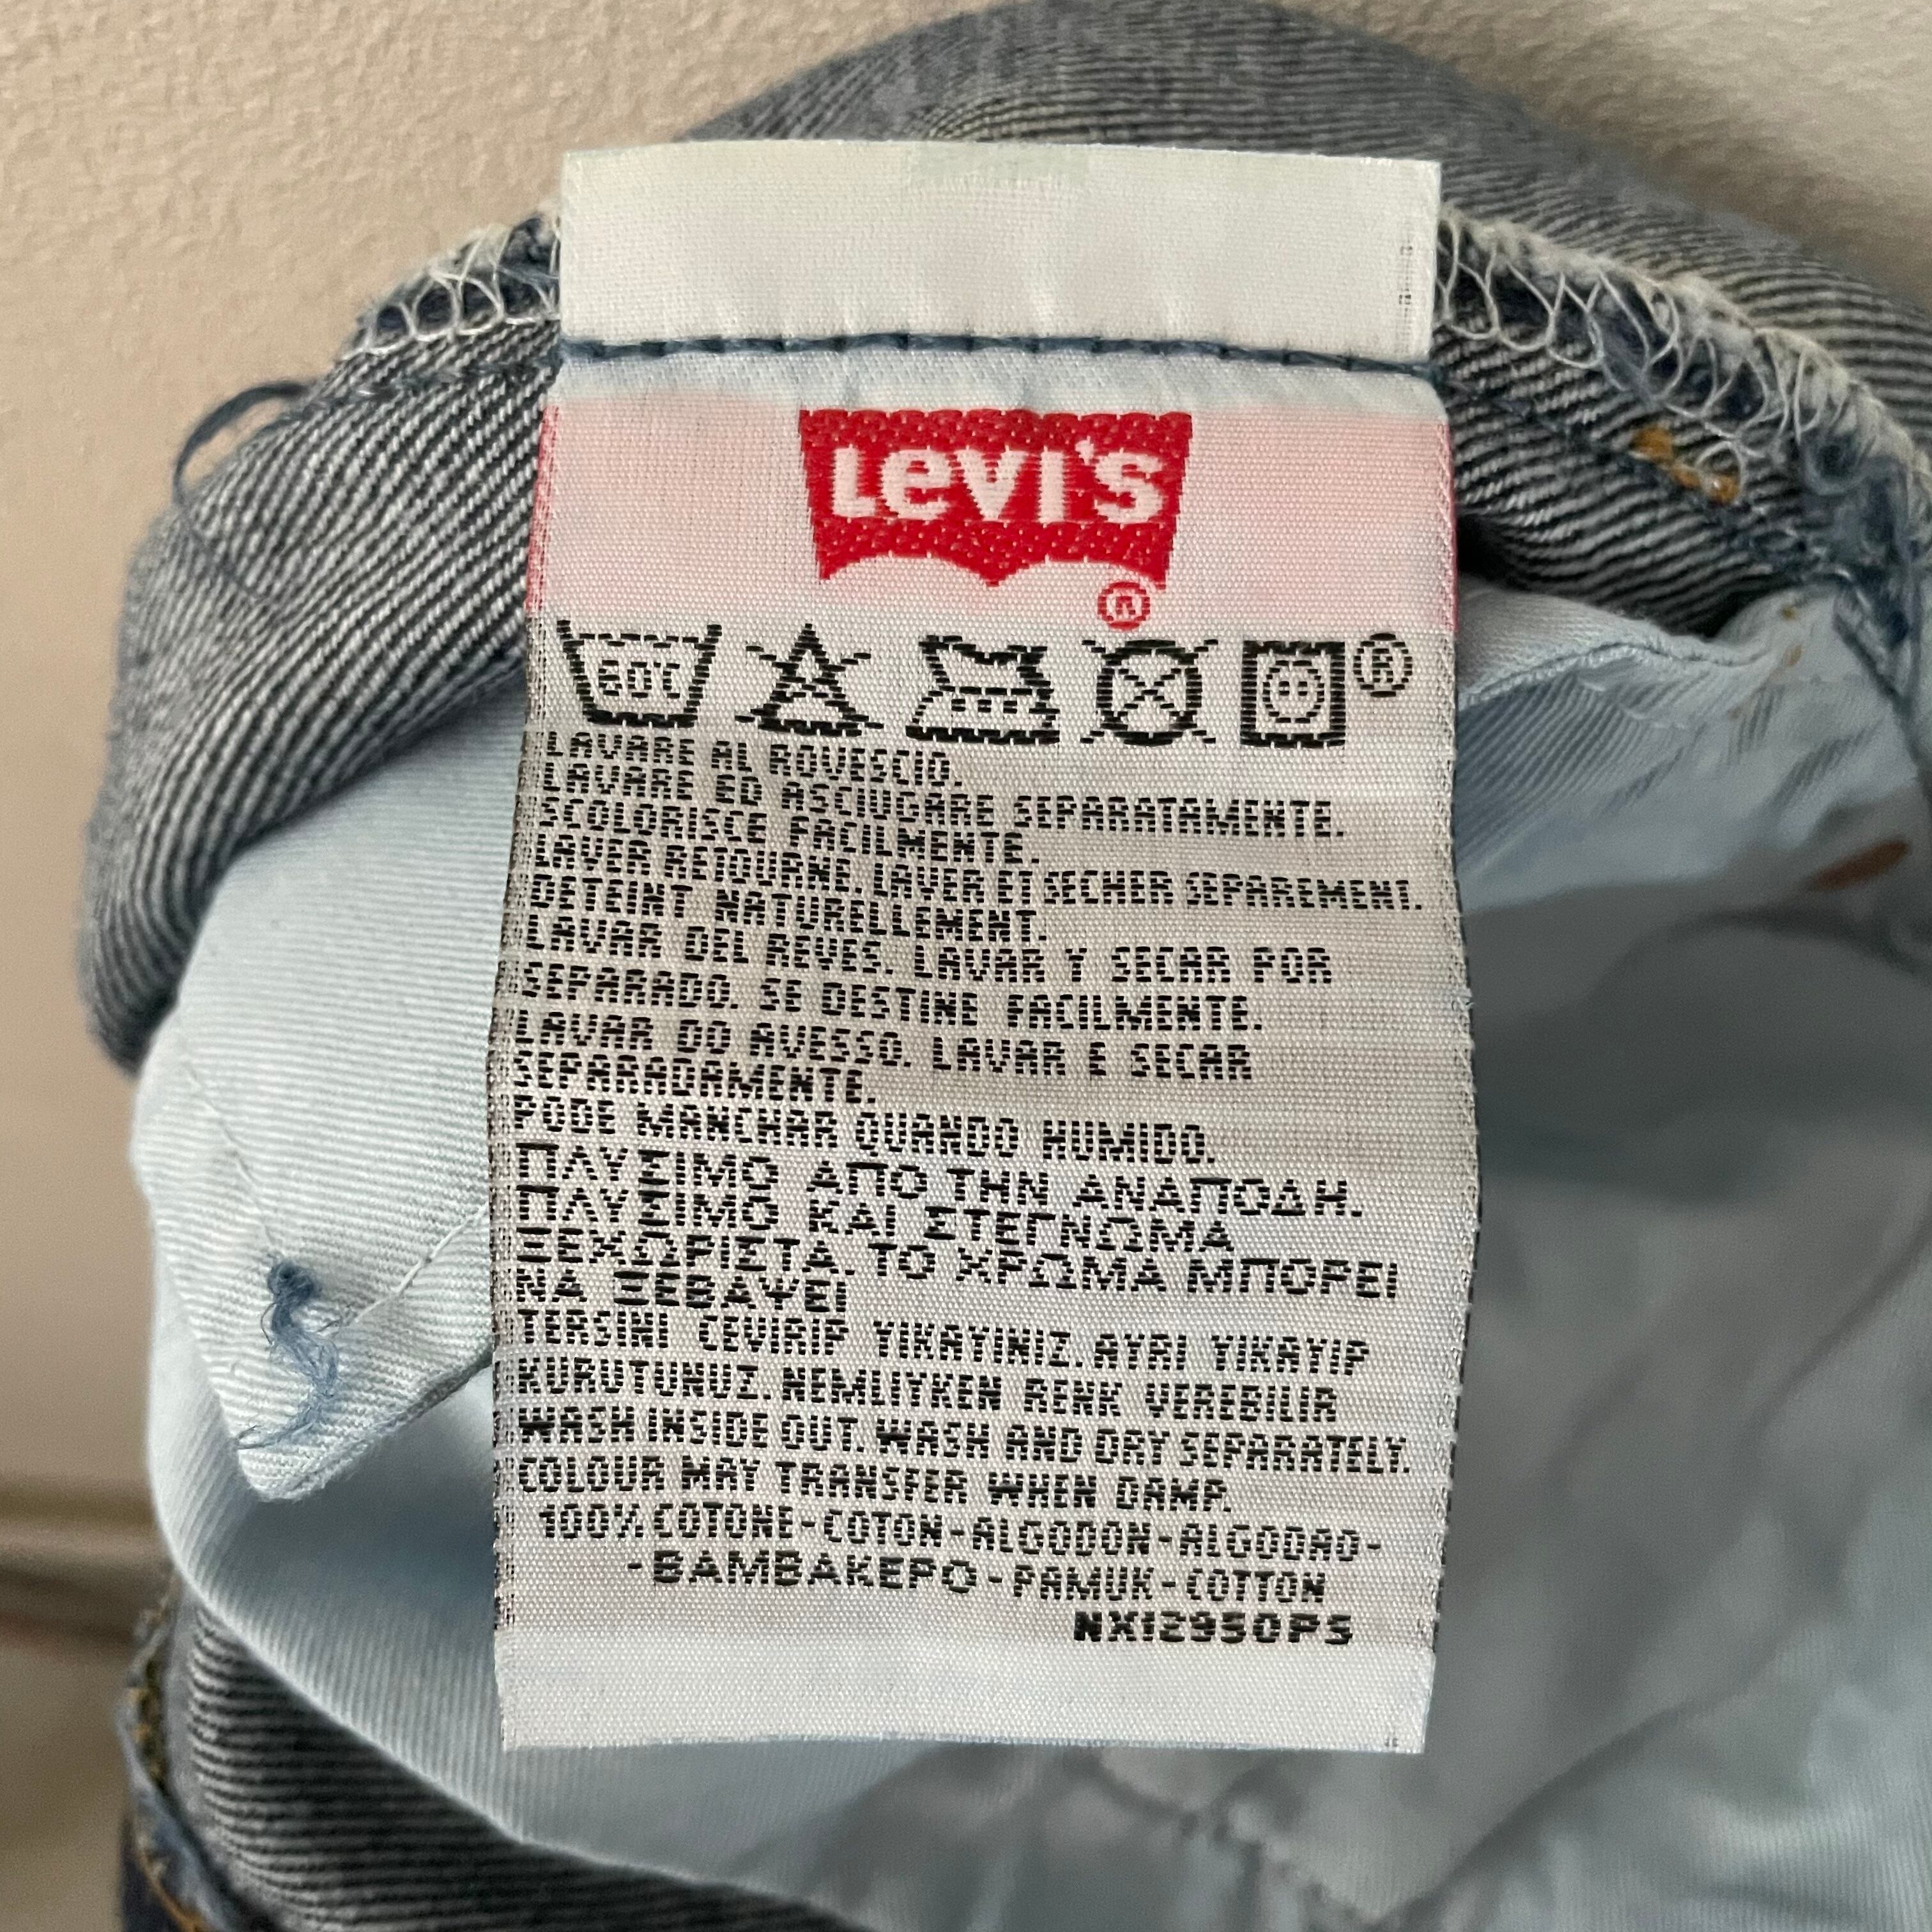 Levi's
®
60°C
®
LAVARE AL ROVESCIO.
LAVARE ED ASCIUGARE SEPARATAMENTE.
SCOLORISCE FACILMENTE.
LAVER RETOURNE. LAVER ET SECHER SEPAREMENT.
DETEINT NATURELLEMENT.
LAVAR DEL REVES. LAVAR Y SECAR POR
SEPARADO. SE DESTINE FACILMENTE.
LAVAR DO AVESSO. LAVAR E SECAR
SEPARADAMENTE.
PODE MANCHAR QUANDO HUMIDO.
ΠΛΥΣΙΜΟ ΑΠΟ ΤΗΝ ΑΝΑΠΟΔΗ.
ΠΛΥΣΙΜΟ ΚΑΙ ΣΤΕΓΝΩΜΑ
ΞΕΧΩΡΙΣΤΑ. ΤΟ ΧΡΩΜΑ ΜΠΟΡΕΙ
ΝΑ ΞΕΒΑΨΕΙ
TERSINI CEVIRIP YIKAYINIZ. AYRI YIKAYIP
KURUTUNUZ. NEMLIYKEN RENK VEREBILIR
WASH INSIDE OUT. WASH AND DRY SEPARATELY.
COLOUR MAY TRANSFER WHEN DAMP.
100% COTONE-COTON-ALGODON-ALGODAO-
-ΒΑΜΒΑΚΕΡΟ-PAMUK-COTTON
NX12950PS